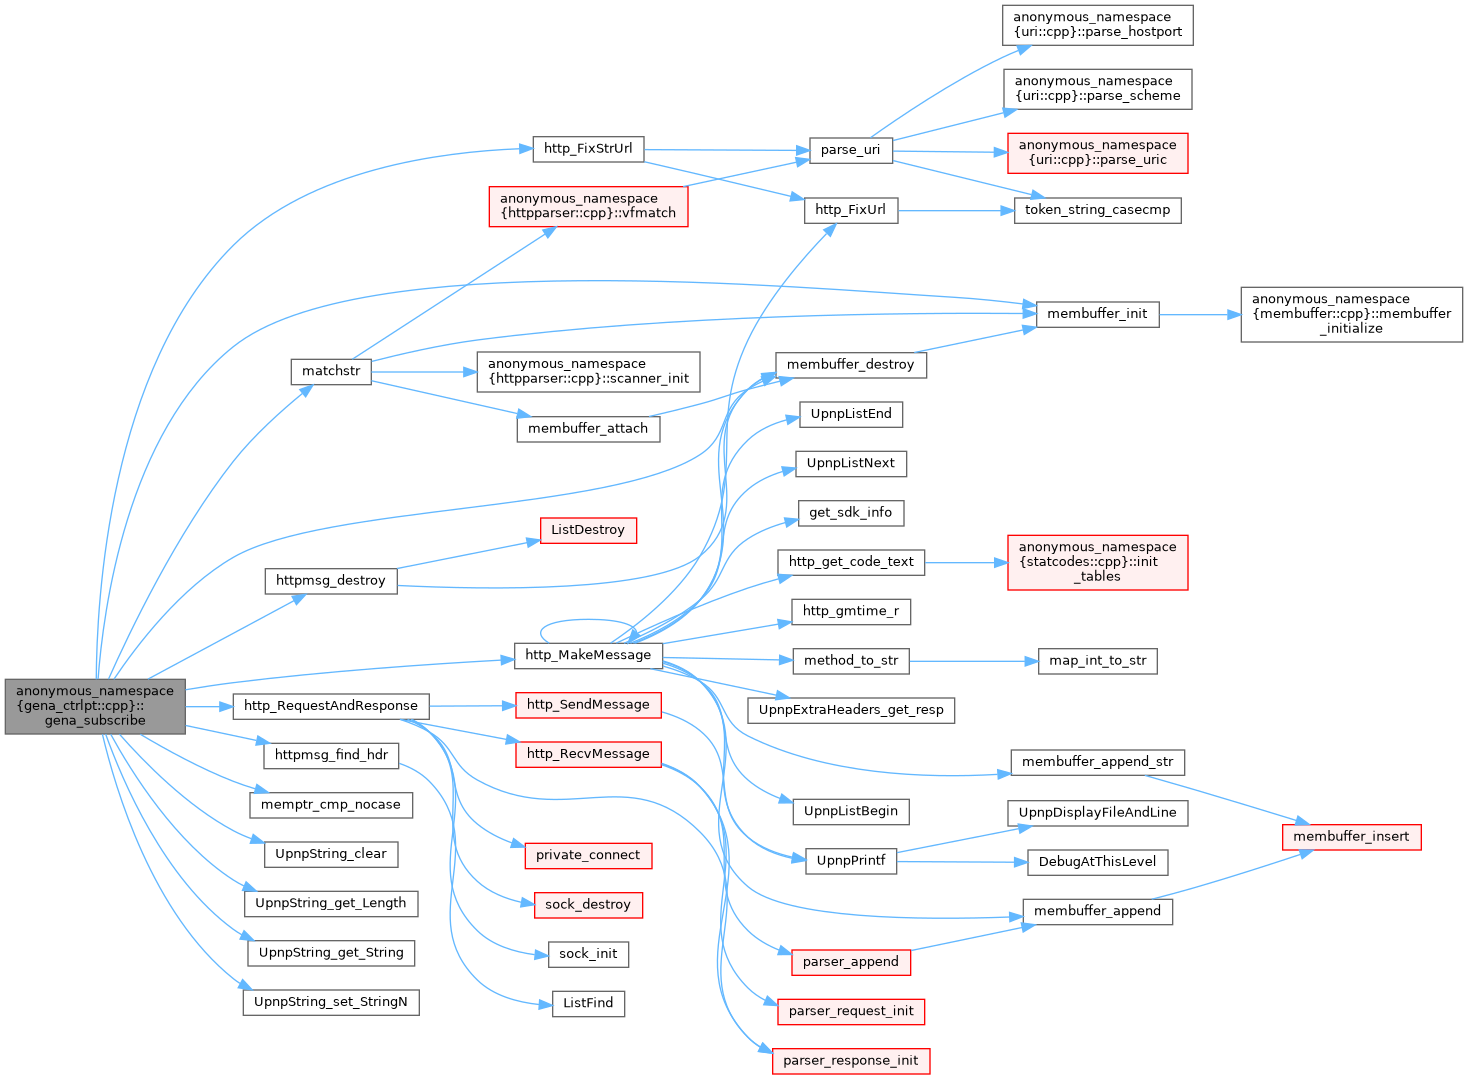 anonymous_namespace
{gena_ctrlpt::cpp}::
gena_subscribe
http_FixStrUrl
anonymous_namespace
{httpparser::cpp}::vfmatch
matchstr
anonymous_namespace
{httpparser::cpp}::scanner_init
membuffer_attach
ListDestroy
httpmsg_destroy
http_MakeMessage
http_RequestAndResponse
http_SendMessage
http_RecvMessage
httpmsg_find_hdr
memptr_cmp_nocase
UpnpString_clear
UpnpString_get_Length
UpnpString_get_String
UpnpString_set_StringN
private_connect
sock_destroy
sock_init
ListFind
parse_uri
http_FixUrl
membuffer_destroy
UpnpListEnd
UpnpListNext
get_sdk_info
http_get_code_text
http_gmtime_r
method_to_str
UpnpExtraHeaders_get_resp
UpnpListBegin
UpnpPrintf
parser_append
parser_request_init
parser_response_init
anonymous_namespace
{uri::cpp}::parse_hostport
anonymous_namespace
{uri::cpp}::parse_scheme
anonymous_namespace
{uri::cpp}::parse_uric
token_string_casecmp
membuffer_init
anonymous_namespace
{membuffer::cpp}::membuffer
_initialize
anonymous_namespace
{statcodes::cpp}::init
_tables
map_int_to_str
membuffer_append_str
UpnpDisplayFileAndLine
DebugAtThisLevel
membuffer_append
membuffer_insert